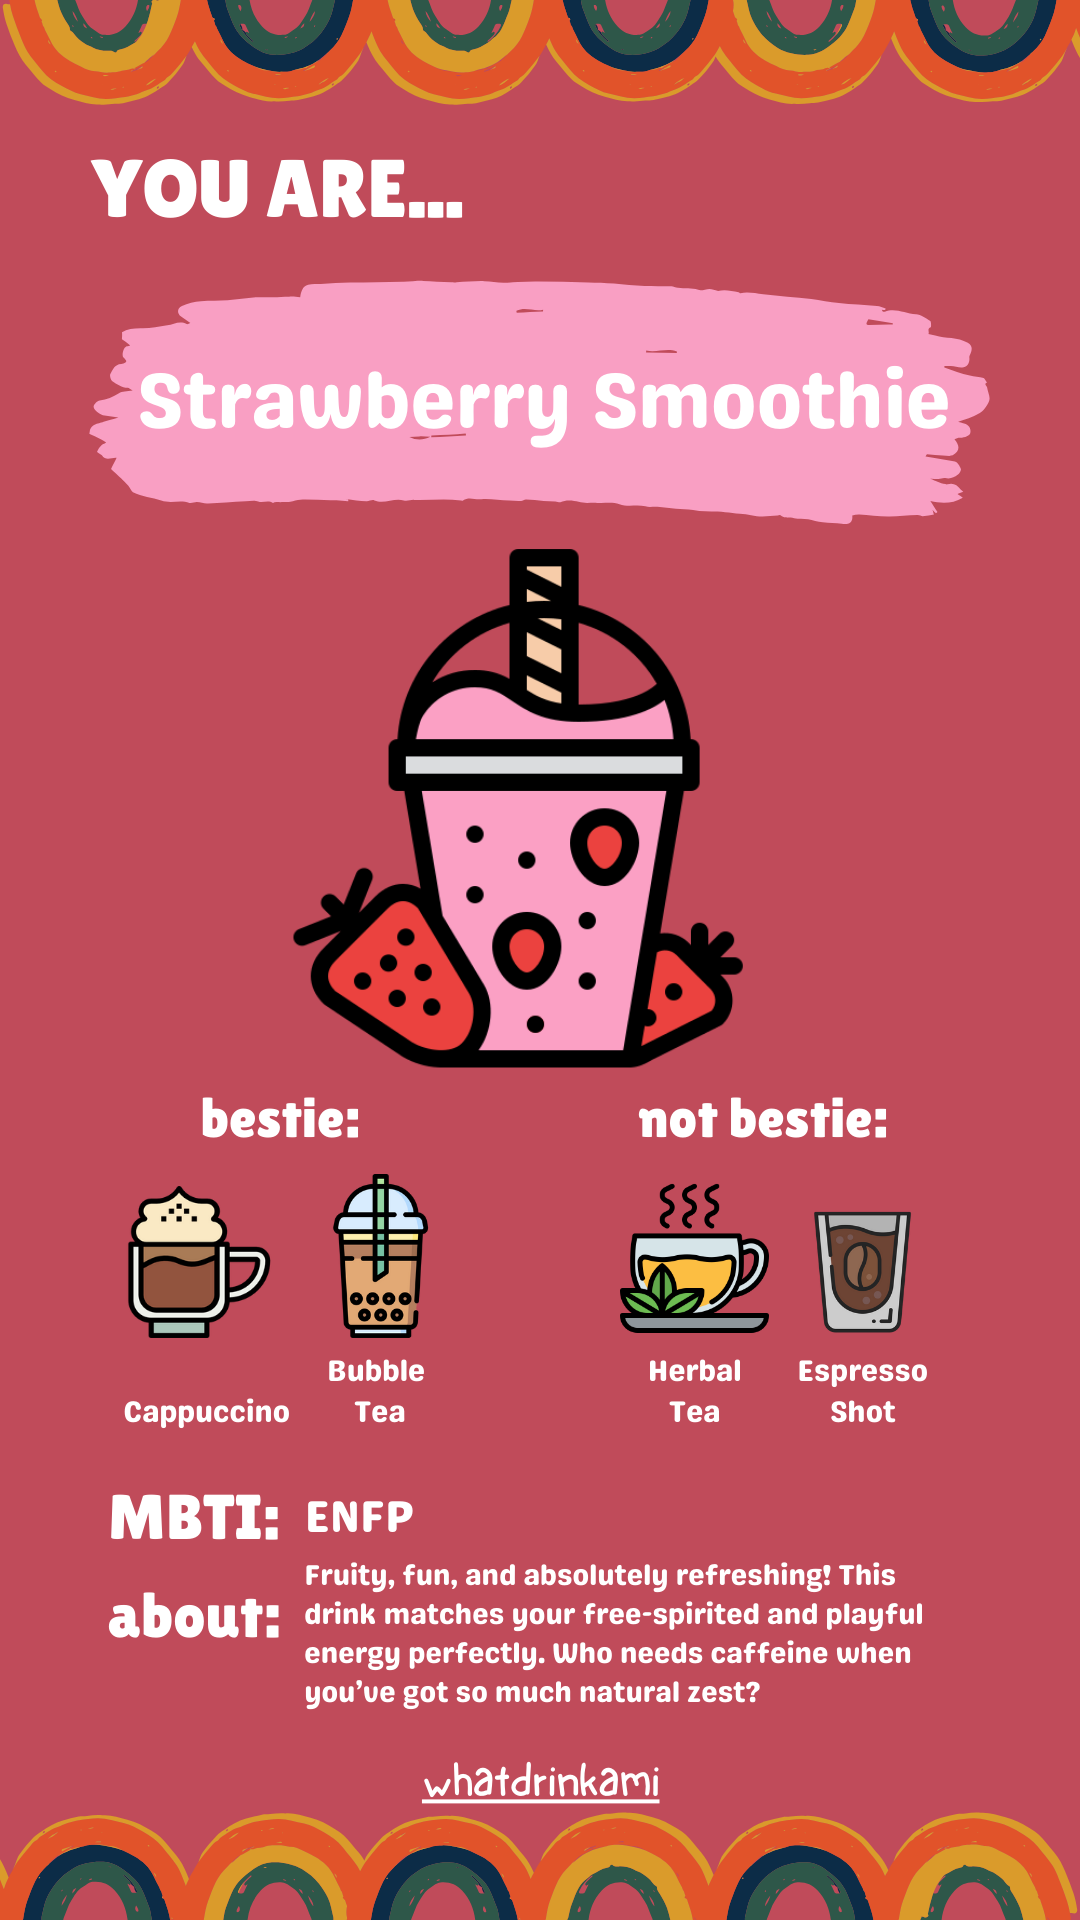 YOU ARE...
Strawberry Smoothie
bestie:
not bestie:
Cappuccino
Bubble
Tea
Herbal
Tea
Espresso
Shot
MBTI: ENFP
about:
Fruity, fun, and absolutely refreshing! This
drink matches your free-spirited and playful
energy perfectly. Who needs caffeine when
you've got so much natural zest?
whatdrinkami